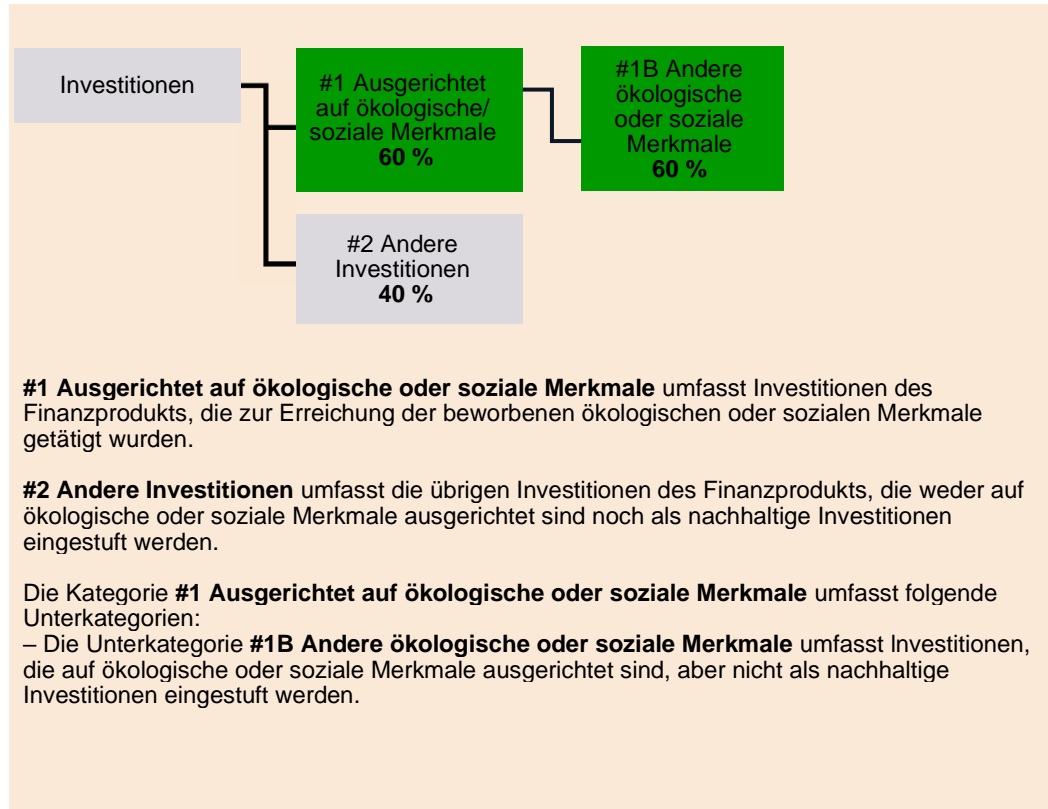 Investitionen
#1 Ausgerichtet
auf ökologische/
soziale Merkmale
60 %
#1B Andere
ökologische
oder soziale
Merkmale
60 %
#2 Andere
Investitionen
40 %
#1 Ausgerichtet auf ökologische oder soziale Merkmale umfasst Investitionen des
Finanzprodukts, die zur Erreichung der beworbenen ökologischen oder sozialen Merkmale
getätigt wurden.
#2 Andere Investitionen umfasst die übrigen Investitionen des Finanzprodukts, die weder auf
ökologische oder soziale Merkmale ausgerichtet sind noch als nachhaltige Investitionen
eingestuft werden.
Die Kategorie #1 Ausgerichtet auf ökologische oder soziale Merkmale umfasst folgende
Unterkategorien:
– Die Unterkategorie #1B Andere ökologische oder soziale Merkmale umfasst Investitionen,
die auf ökologische oder soziale Merkmale ausgerichtet sind, aber nicht als nachhaltige
Investitionen eingestuft werden.